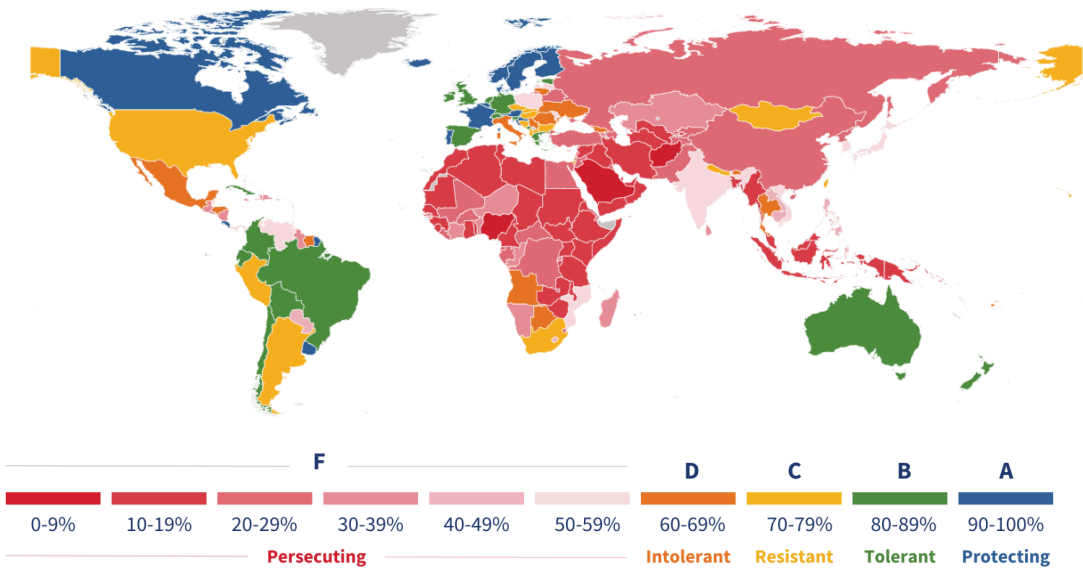 F
D C B A
0-9% 10-19% 20-29% 30-39% 40-49% 50-59% 60-69% 70-79% 80-89% 90-100%
Persecuting Intolerant Resistant Tolerant Protecting